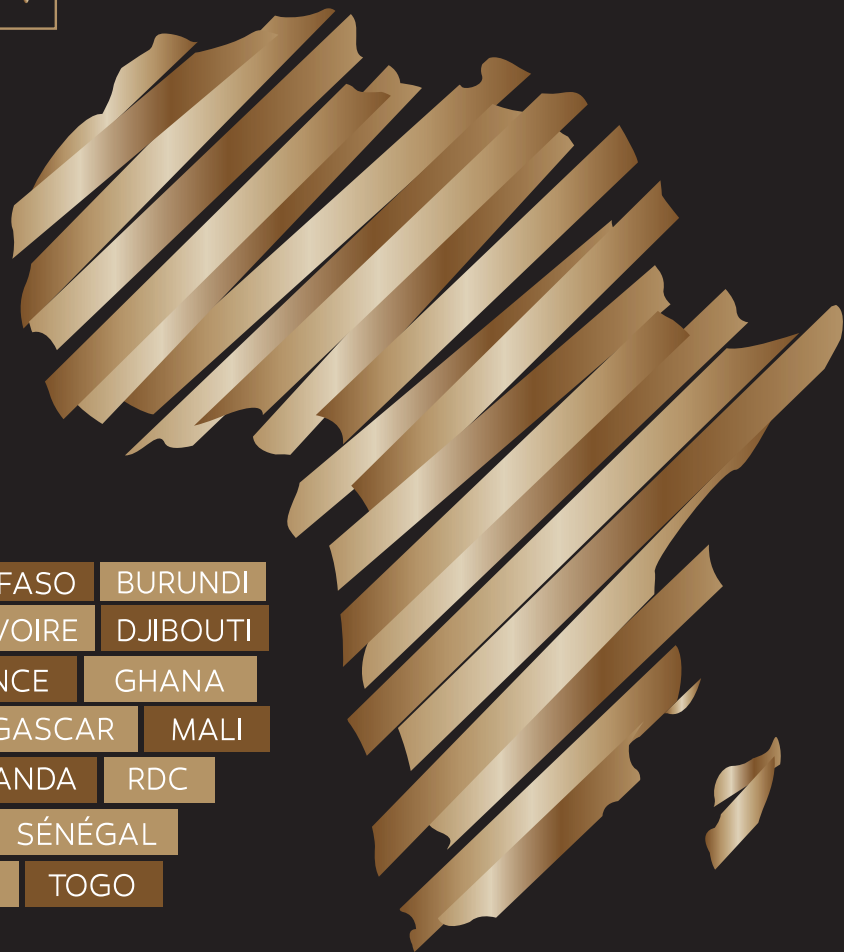 FASO BURUNDI
VOIRE DJIBOUTI
NCE GHANA
GASCAR MALI
ANDA RDC
SÉNÉGAL
TOGO